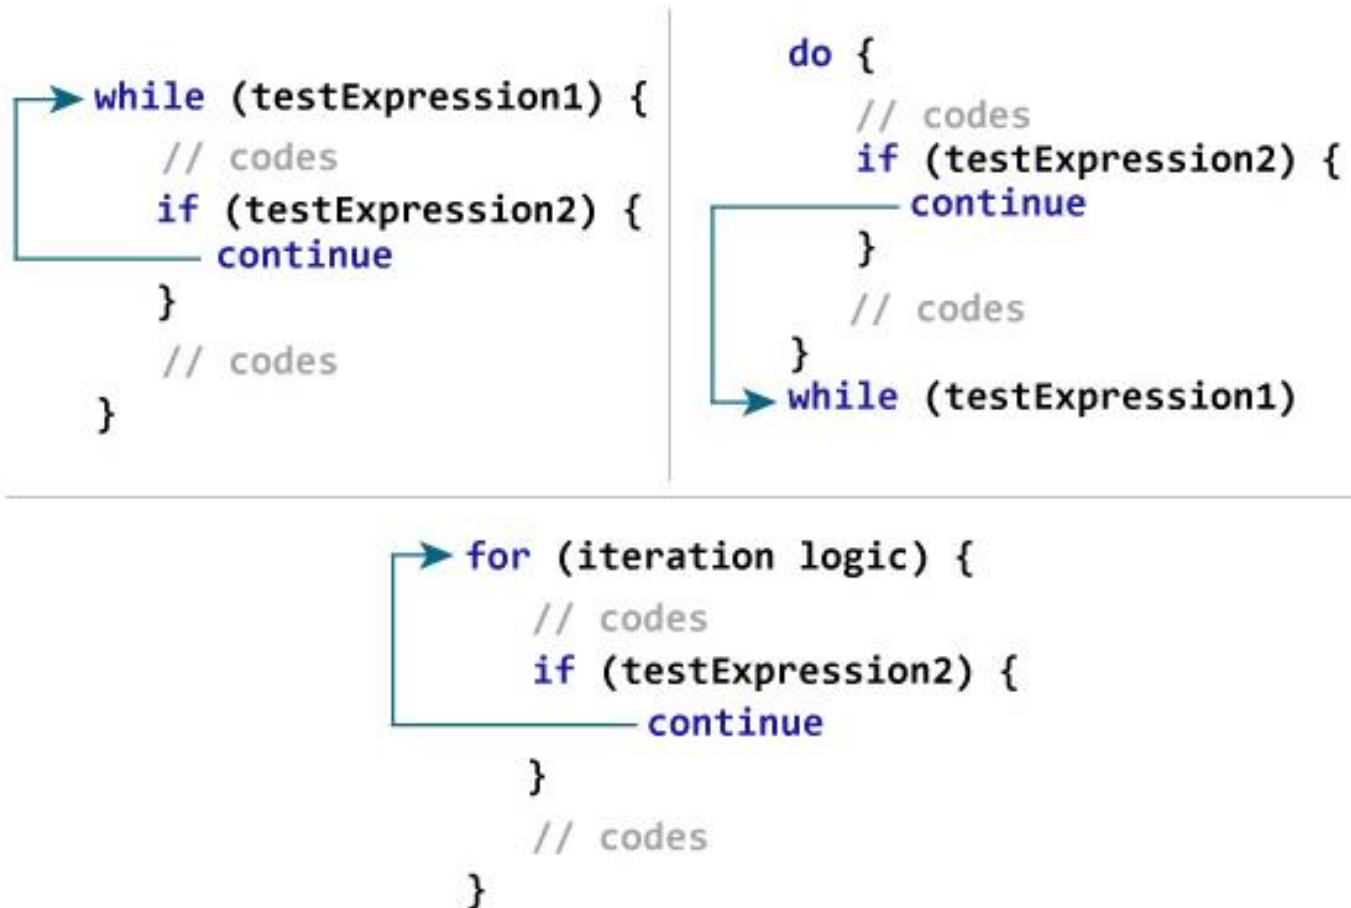 while (testExpression1) {
// codes
if (testExpression2) {
continue
}
// codes
}
do {
// codes
if (testExpression2) {
continue
}
// codes
}
while (testExpression1)
for (iteration logic) {
// codes
if (testExpression2) {
continue
}
// codes
}